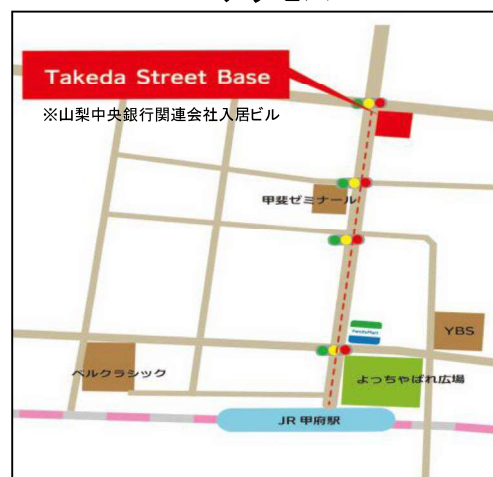 Takeda Street Base
※山梨中央銀行関連会社入居ビル
甲斐ゼミナール
FamilyMart
YBS
ベルクラシック
よっちゃばれ広場
JR 甲府駅